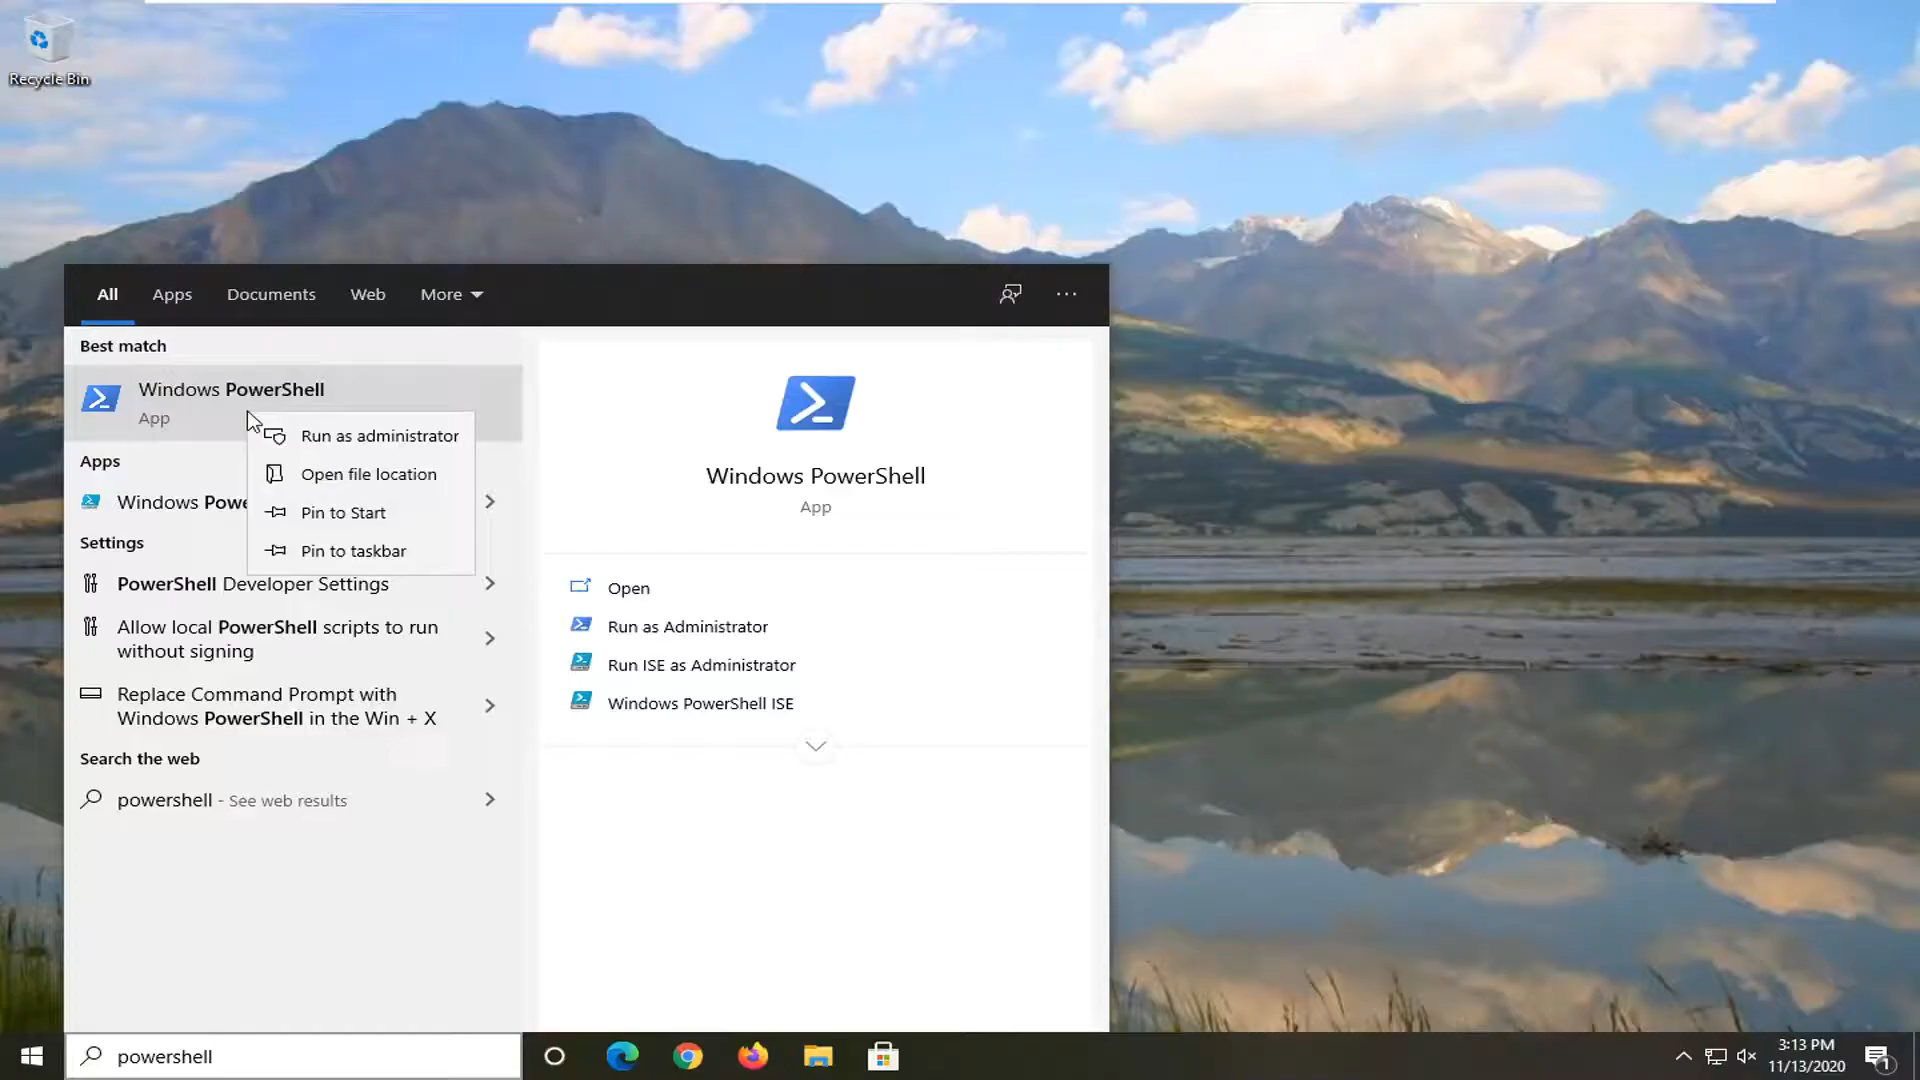 Recycle Bin
All
Apps
Documents
Web
More
Best match
Windows PowerShell
App
Run as administrator
Open file location
Pin to Start
Pin to taskbar
Apps
Windows Powe
Settings
PowerShell Developer Settings
Allow local PowerShell scripts to run
without signing
Replace Command Prompt with
Windows PowerShell in the Win + X
Search the web
powershell - See web results
Windows PowerShell
App
Open
Run as Administrator
Run ISE as Administrator
Windows PowerShell ISE
powershell
3:13 PM
11/13/2020
1